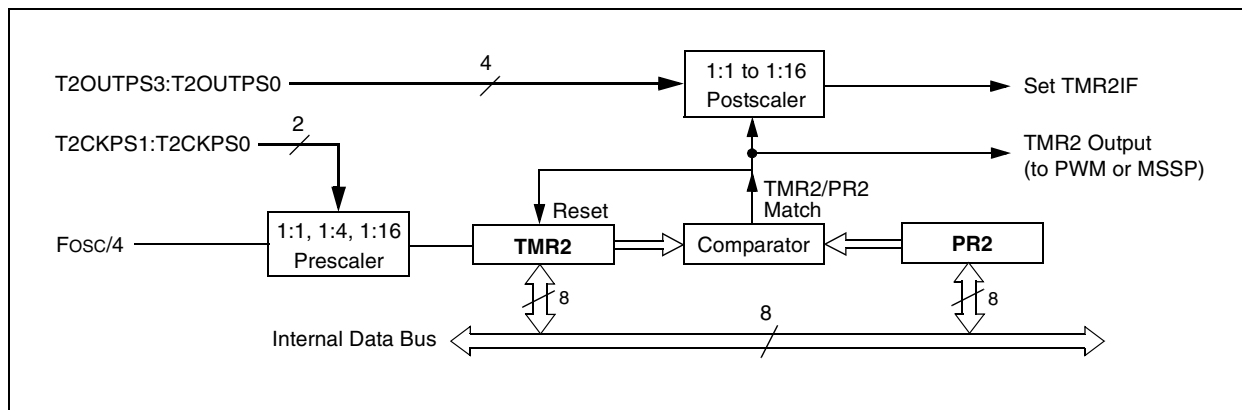 T2OUTPS3:T2OUTPS0
4
1:1 to 1:16
Postscaler
Set TMR2IF
T2CKPS1:T2CKPS0
2
TMR2 Output
(to PWM or MSSP)
TMR2/PR2
Match
Reset
FOSC/4
1:1, 1:4, 1:16
Prescaler
TMR2
Comparator
PR2
8
8
8
Internal Data Bus